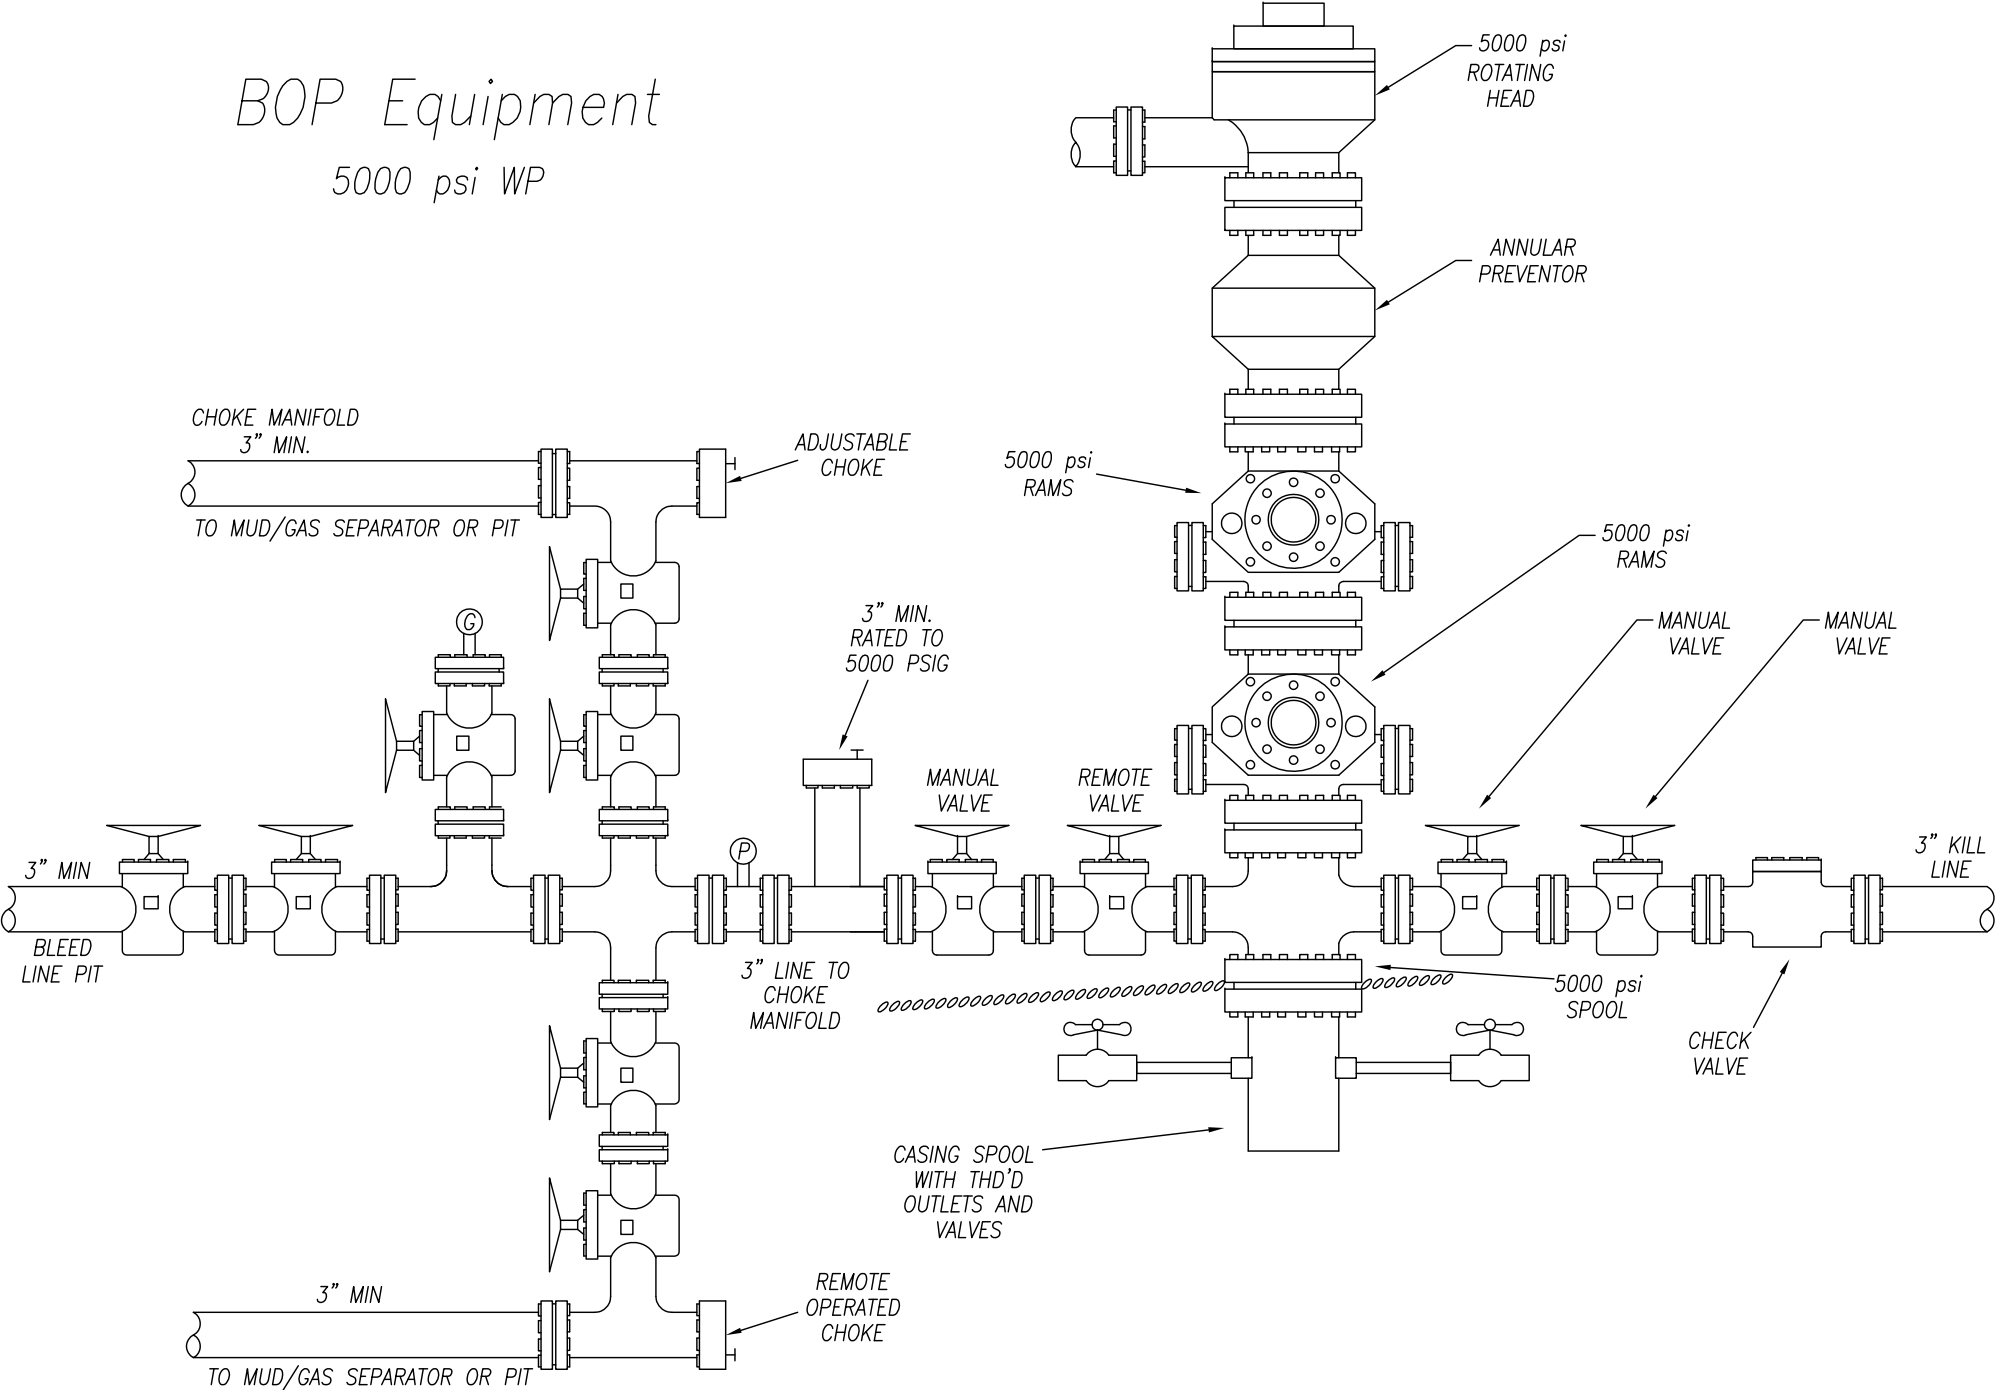 BOP Equipment
5000 psi WP
5000 psi
ROTATING
HEAD
ANNULAR
PREVENTOR
CHOKE MANIFOLD
3" MIN.
TO MUD/GAS SEPARATOR OR PIT
ADJUSTABLE
CHOKE
5000 psi
RAMS
5000 psi
RAMS
G
3" MIN.
RATED TO
5000 PSIG
MANUAL
VALVE
MANUAL
VALVE
MANUAL
VALVE
REMOTE
VALVE
P
3" MIN
BLEED
LINE PIT
3" KILL
LINE
3" LINE TO
CHOKE
MANIFOLD
5000 psi
SPOOL
CHECK
VALVE
CASING SPOOL
WITH THD'D
OUTLETS AND
VALVES
3" MIN
TO MUD/GAS SEPARATOR OR PIT
REMOTE
OPERATED
CHOKE